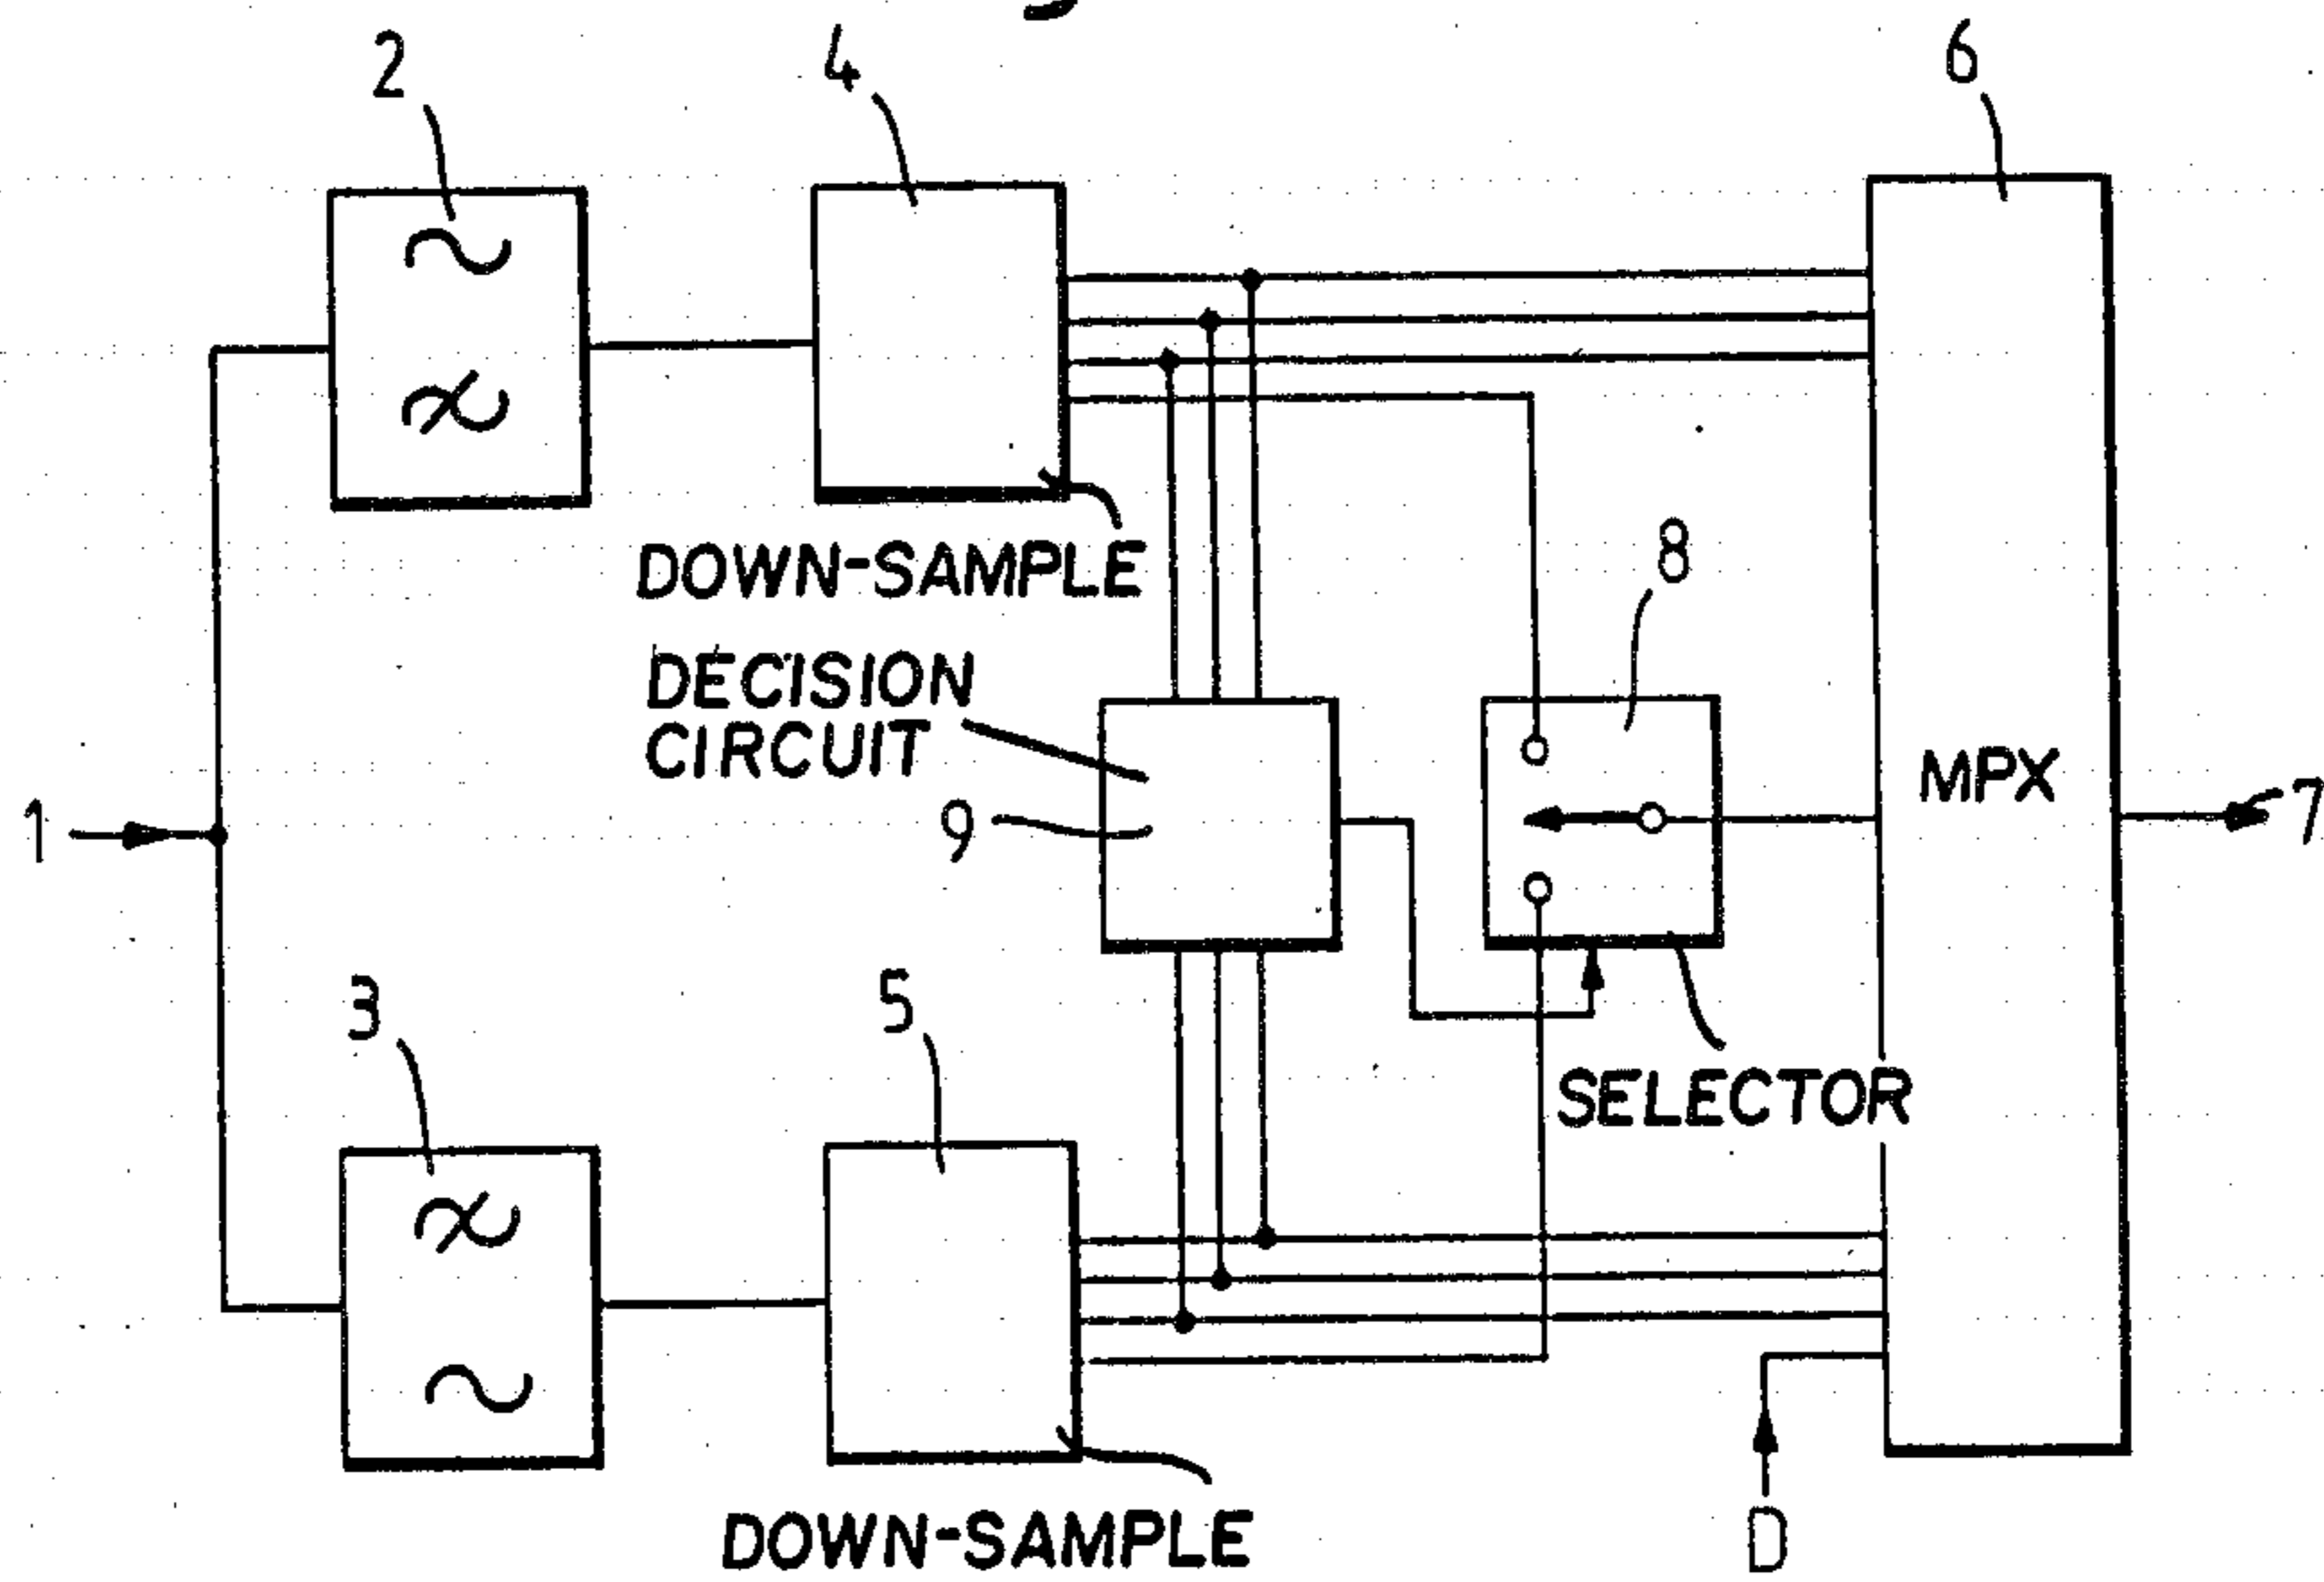 2
4
6
DOWN-SAMPLE
8
DECISION
CIRCUIT
MPX
1
9
7
3
5
SELECTOR
DOWN-SAMPLE
D